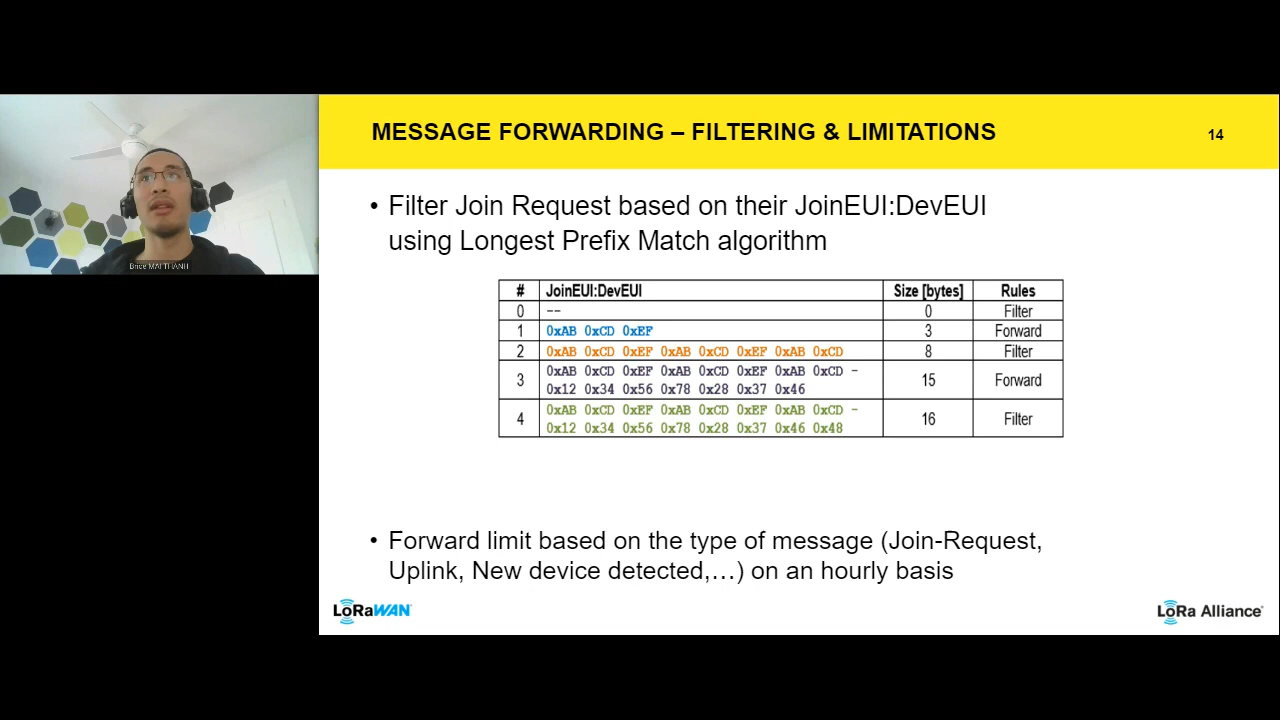 MESSAGE FORWARDING – FILTERING & LIMITATIONS
14
• Filter Join Request based on their JoinEUI:DevEUI
using Longest Prefix Match algorithm
# JoinEUI:DevEUI Size [bytes] Rules
0 -- 0 Filter
1 0xAB 0xCD 0xEF 3 Forward
2 0xAB 0xCD 0xEF 0xAB 0xCD 0xEF 0xAB 0xCD 8 Filter
3 0xAB 0xCD 0xEF 0xAB 0xCD 0xEF 0xAB 0xCD - 15 Forward
0x12 0x34 0x56 0x78 0x28 0x37 0x46
4 0xAB 0xCD 0xEF 0xAB 0xCD 0xEF 0xAB 0xCD - 16 Filter
0x12 0x34 0x56 0x78 0x28 0x37 0x46 0x48
• Forward limit based on the type of message (Join-Request,
Uplink, New device detected,…) on an hourly basis
Brice MAI THANH
LoRaWAN
LoRa Alliance